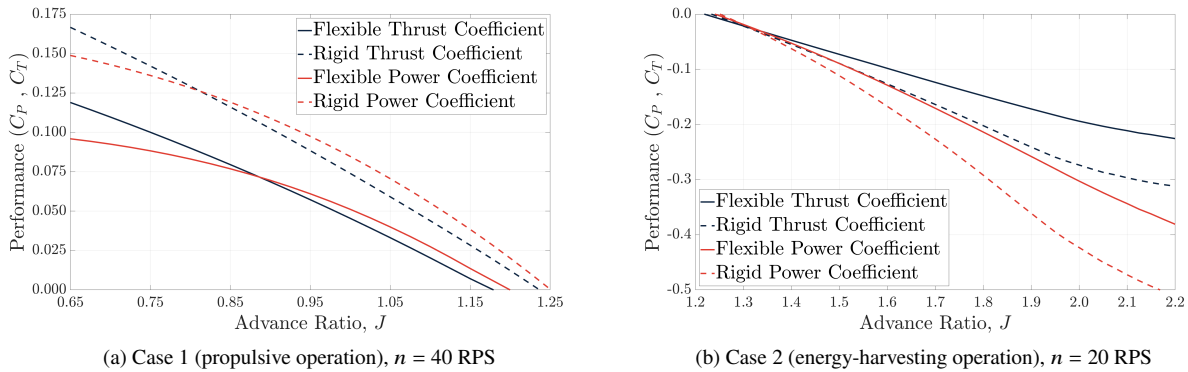 0.175
0.150
0.125
0.100
0.075
0.050
0.025
0.000
Performance (C_P , C_T)
Flexible Thrust Coefficient
Rigid Thrust Coefficient
Flexible Power Coefficient
Rigid Power Coefficient
0.65 0.75 0.85 0.95 1.05 1.15 1.25
Advance Ratio, J
(a) Case 1 (propulsive operation), n = 40 RPS
0.0
-0.1
-0.2
-0.3
-0.4
-0.5
Performance (C_P , C_T)
Flexible Thrust Coefficient
Rigid Thrust Coefficient
Flexible Power Coefficient
Rigid Power Coefficient
1.2 1.3 1.4 1.5 1.6 1.7 1.8 1.9 2.0 2.1 2.2
Advance Ratio, J
(b) Case 2 (energy-harvesting operation), n = 20 RPS